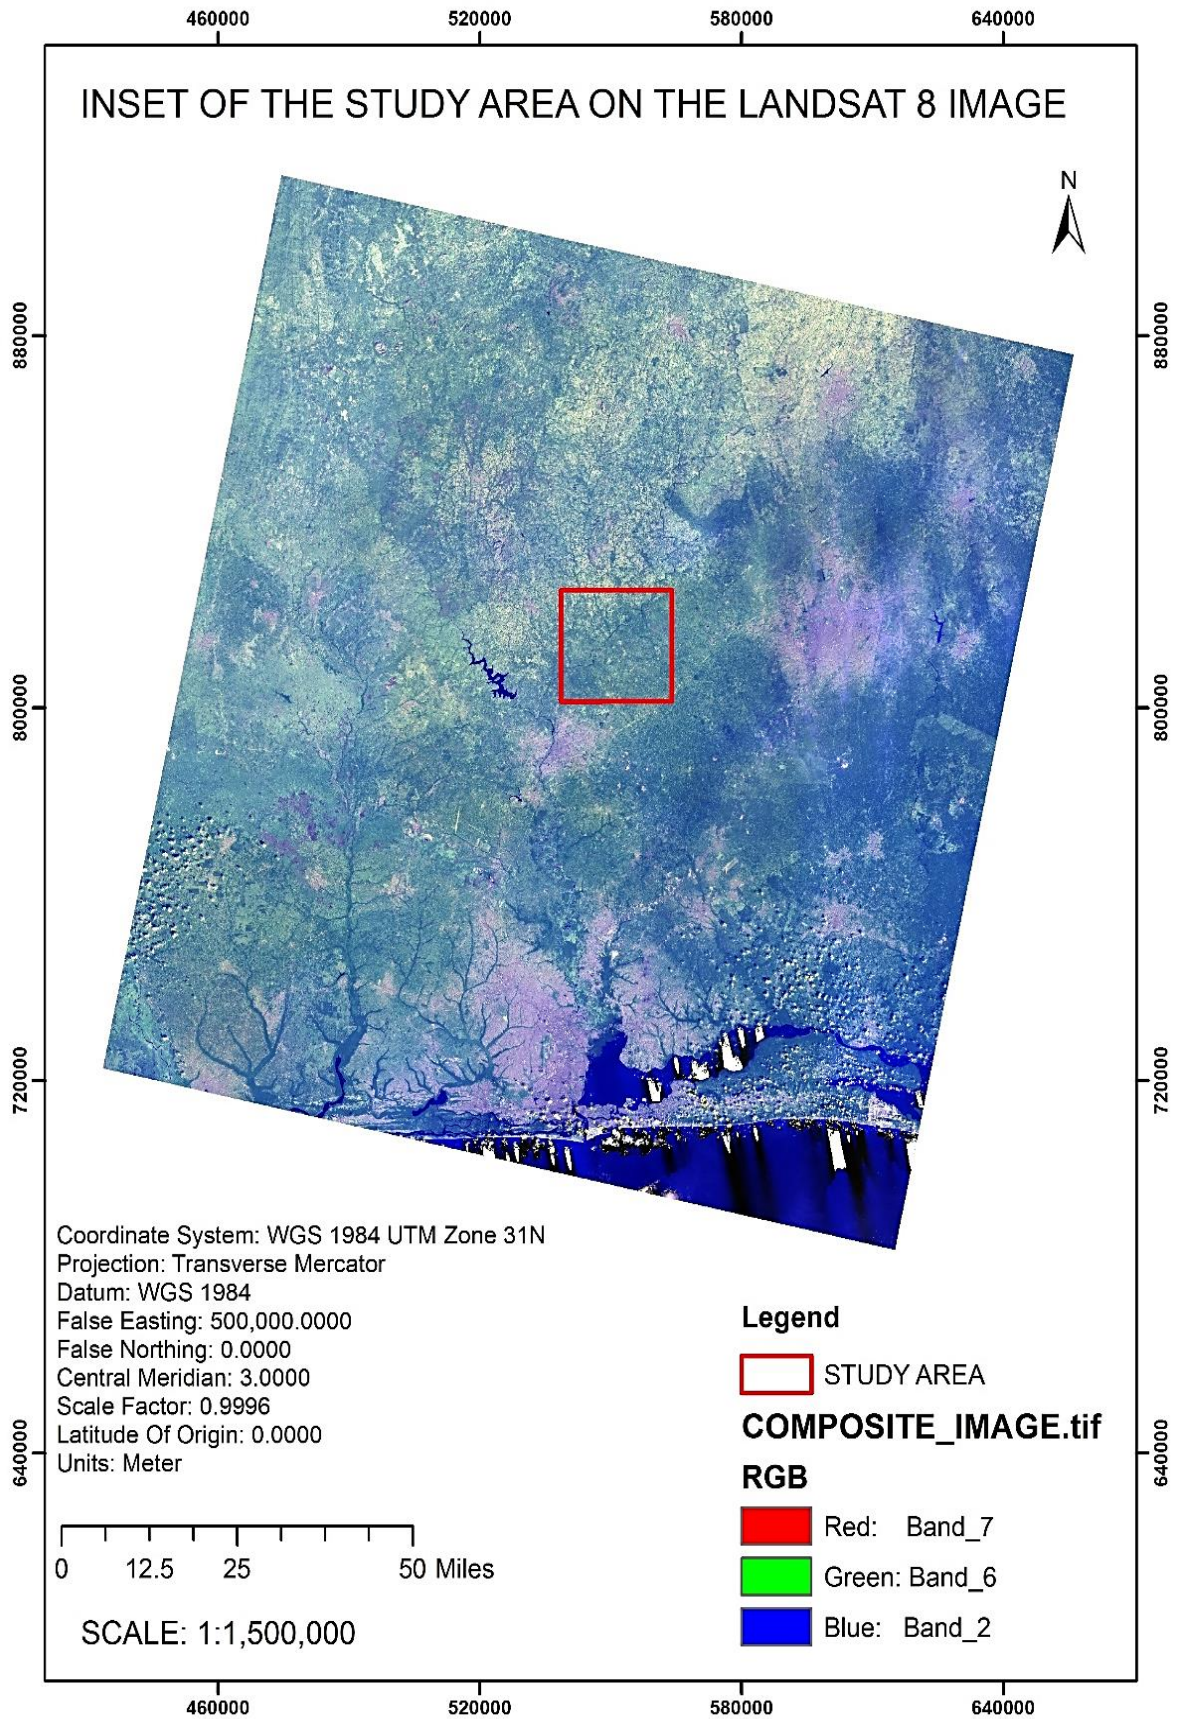 460000 520000 580000 640000
INSET OF THE STUDY AREA ON THE LANDSAT 8 IMAGE
N
880000 880000
800000 800000
720000 720000
Coordinate System: WGS 1984 UTM Zone 31N
Projection: Transverse Mercator
Datum: WGS 1984
False Easting: 500,000.0000
False Northing: 0.0000
Central Meridian: 3.0000
Scale Factor: 0.9996
Latitude Of Origin: 0.0000
Units: Meter
Legend
STUDY AREA
COMPOSITE_IMAGE.tif
640000 640000
RGB
Red: Band_7
Green: Band_6
Blue: Band_2
0 12.5 25 50 Miles
SCALE: 1:1,500,000
460000 520000 580000 640000